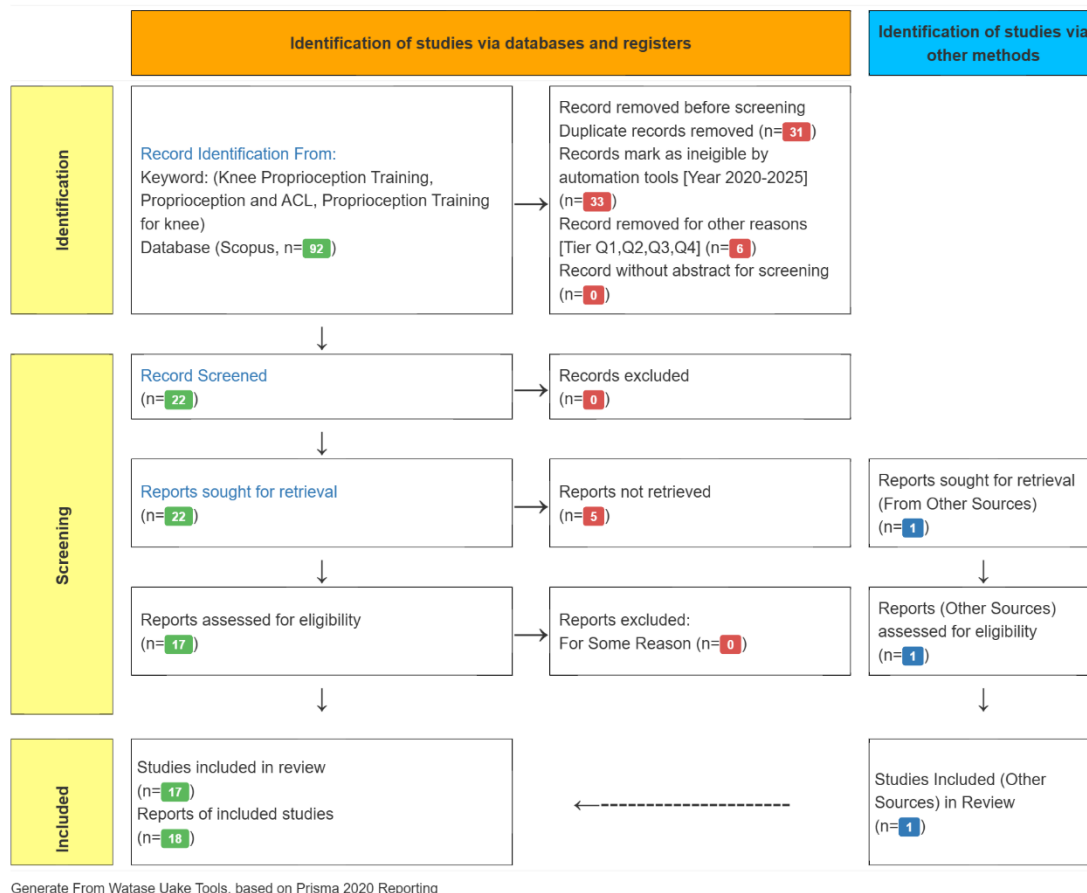 Identification of studies via databases and registers
Identification of studies via
other methods
Identification
Record Identification From:
Keyword: (Knee Proprioception Training,
Proprioception and ACL, Proprioception Training
for knee)
Database (Scopus, n=92)
Record removed before screening
Duplicate records removed (n=31)
Records mark as ineigible by
automation tools [Year 2020-2025]
(n=33)
Record removed for other reasons
[Tier Q1,Q2,Q3,Q4] (n=6)
Record without abstract for screening
(n=0)
Screening
Record Screened
(n=22)
Records excluded
(n=0)
Reports sought for retrieval
(n=22)
Reports not retrieved
(n=5)
Reports sought for retrieval
(From Other Sources)
(n=1)
Reports assessed for eligibility
(n=17)
Reports excluded:
For Some Reason (n=0)
Reports (Other Sources)
assessed for eligibility
(n=1)
Included
Studies included in review
(n=17)
Reports of included studies
(n=18)
Studies Included (Other
Sources) in Review
(n=1)
Generate From Watase Uake Tools, based on Prisma 2020 Reporting